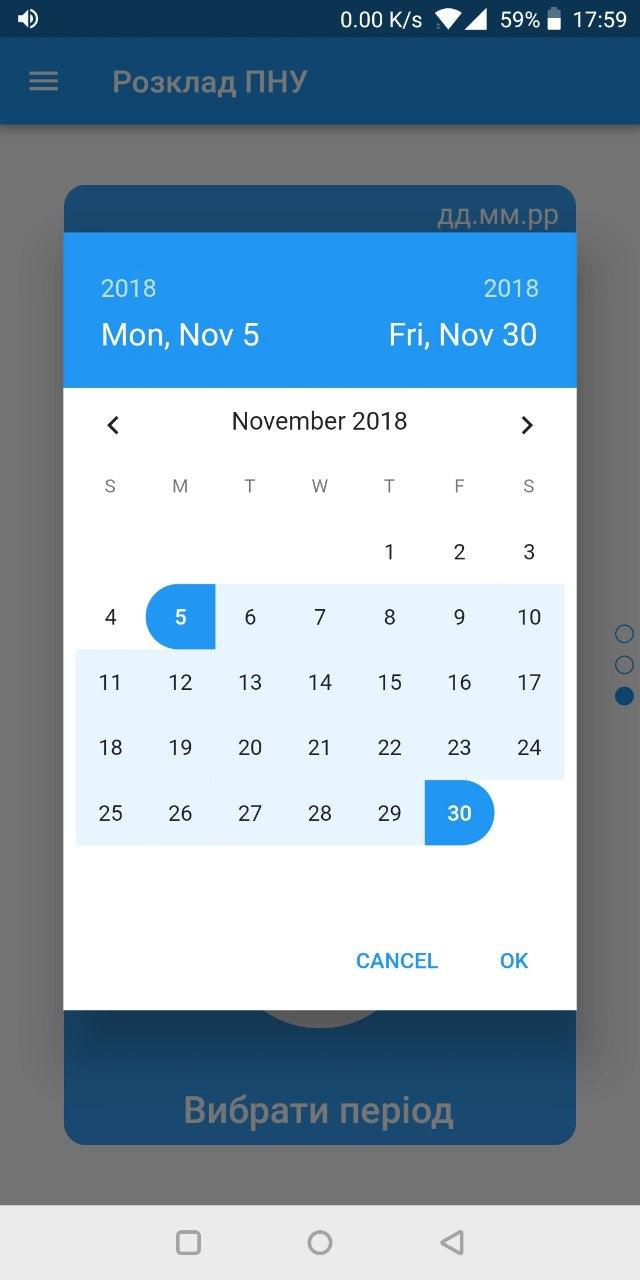 0.00 K/s 59% 17:59
Розклад ПНУ
дд.мм.рр
2018 2018
Mon, Nov 5 Fri, Nov 30
November 2018
S M T W T F S
1 2 3
4 5 6 7 8 9 10
11 12 13 14 15 16 17
18 19 20 21 22 23 24
25 26 27 28 29 30
CANCEL OK
Вибрати період